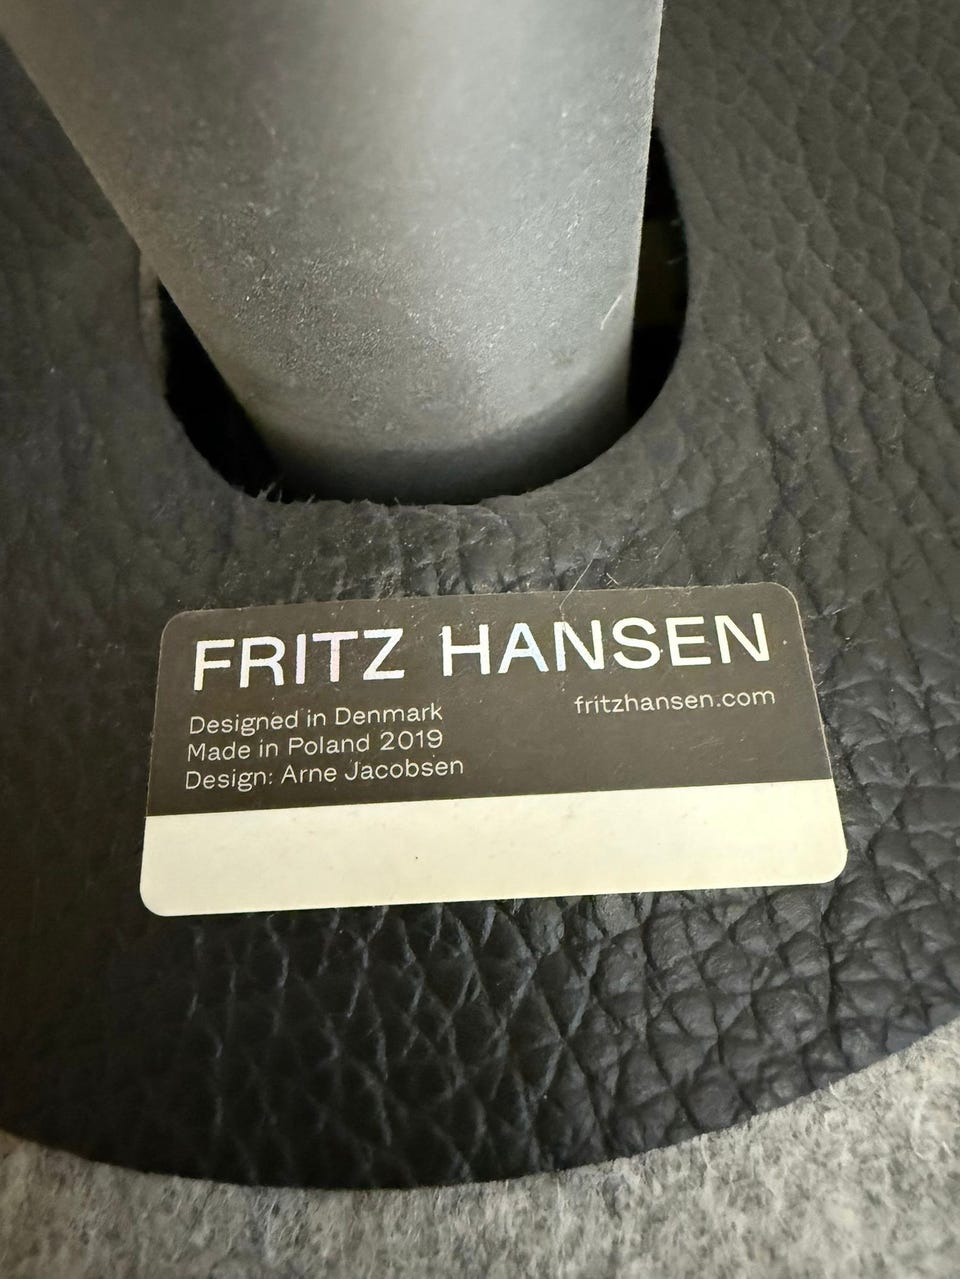 FRITZ HANSEN
Designed in Denmark
Made in Poland 2019
Design: Arne Jacobsen
fritzhansen.com